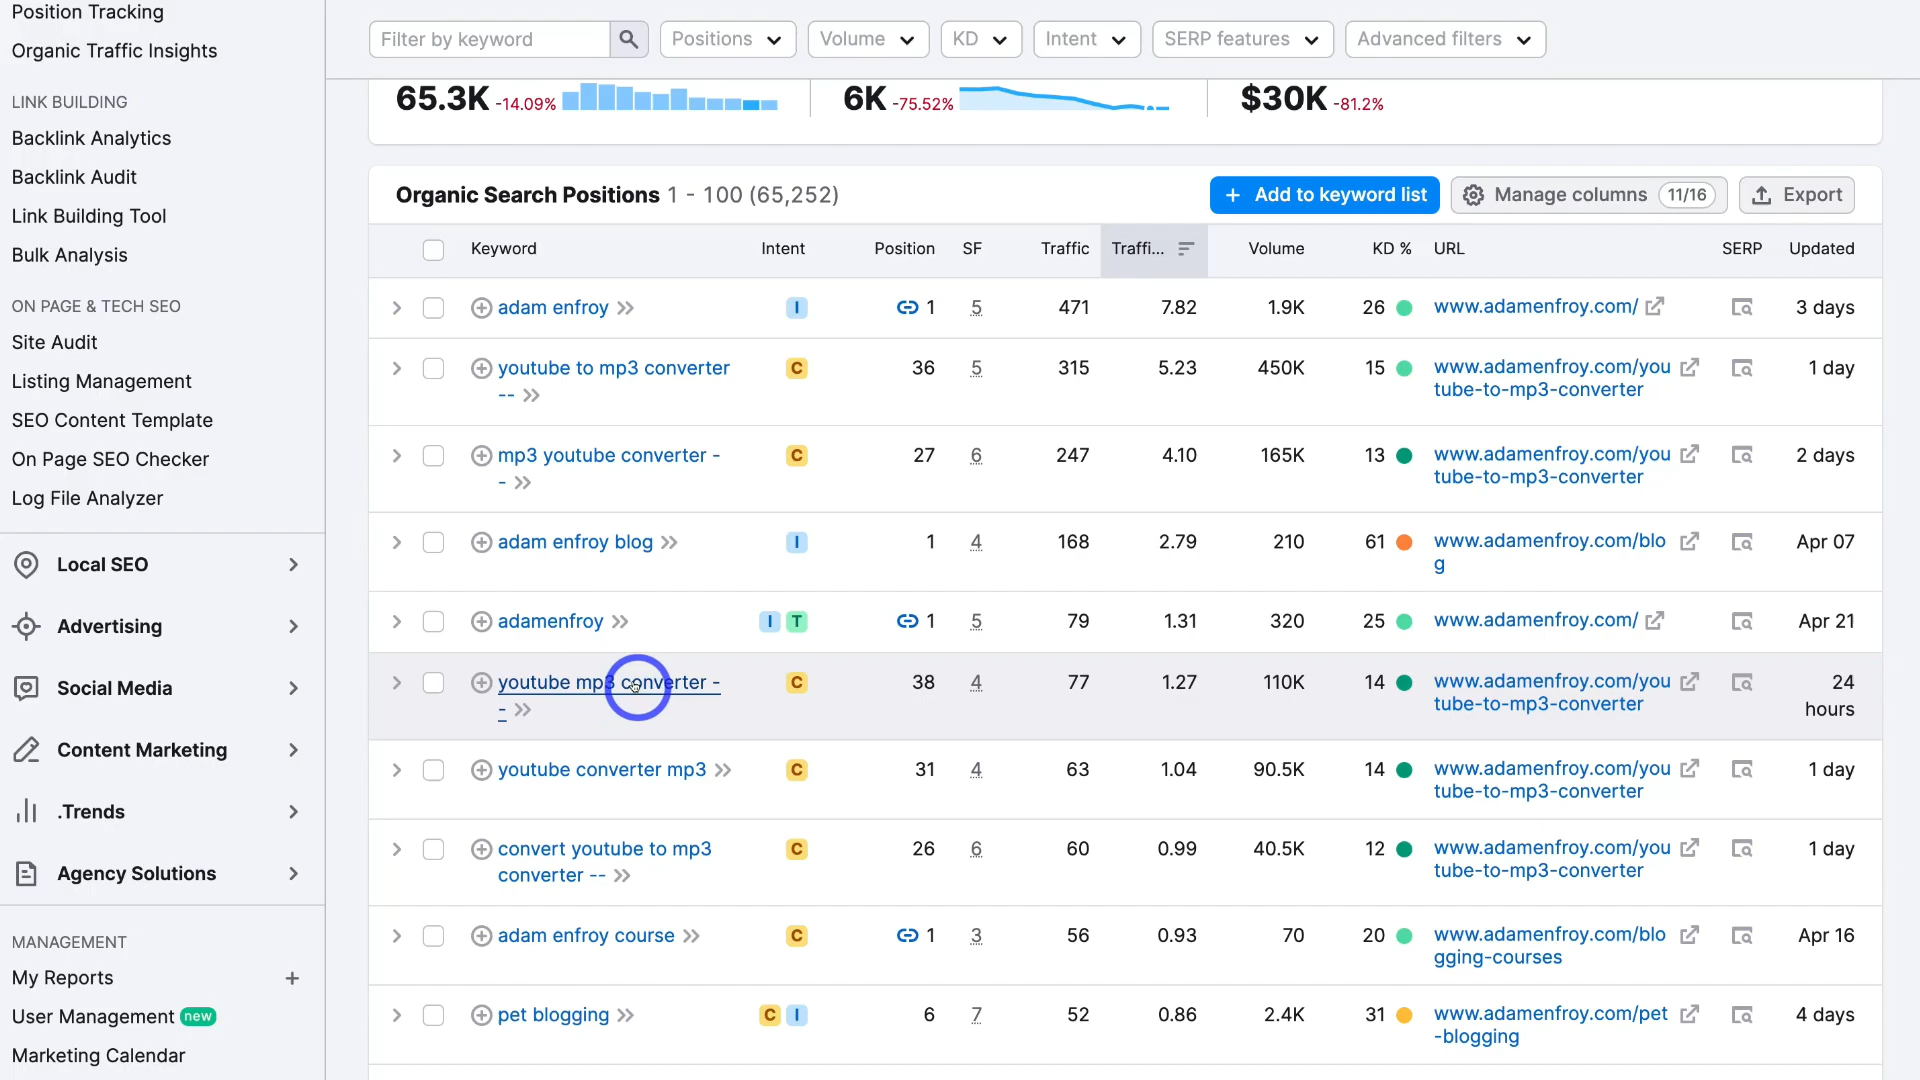 Position Tracking
Organic Traffic Insights
LINK BUILDING
Backlink Analytics
Backlink Audit
Link Building Tool
Bulk Analysis
ON PAGE & TECH SEO
Site Audit
Listing Management
SEO Content Template
On Page SEO Checker
Log File Analyzer
Local SEO
Advertising
Social Media
Content Marketing
.Trends
Agency Solutions
MANAGEMENT
My Reports +
User Management new
Marketing Calendar
Filter by keyword Positions Volume KD Intent SERP features Advanced filters
65.3K -14.09% 6K -75.52% $30K -81.2%
Organic Search Positions 1 - 100 (65,252) + Add to keyword list Manage columns 11/16 Export
Keyword Intent Position SF Traffic Traffi... Volume KD % URL SERP Updated
adam enfroy I 1 5 471 7.82 1.9K 26 www.adamenfroy.com/ 3 days
youtube to mp3 converter C 36 5 315 5.23 450K 15 www.adamenfroy.com/you 1 day
-- tube-to-mp3-converter
mp3 youtube converter - C 27 6 247 4.10 165K 13 www.adamenfroy.com/you 2 days
- tube-to-mp3-converter
adam enfroy blog I 1 4 168 2.79 210 61 www.adamenfroy.com/blo Apr 07
g
adamenfroy I T 1 5 79 1.31 320 25 www.adamenfroy.com/ Apr 21
youtube mp3 converter - C 38 4 77 1.27 110K 14 www.adamenfroy.com/you 24
- tube-to-mp3-converter hours
youtube converter mp3 C 31 4 63 1.04 90.5K 14 www.adamenfroy.com/you 1 day
tube-to-mp3-converter
convert youtube to mp3 C 26 6 60 0.99 40.5K 12 www.adamenfroy.com/you 1 day
converter -- tube-to-mp3-converter
adam enfroy course C 1 3 56 0.93 70 20 www.adamenfroy.com/blo Apr 16
gging-courses
pet blogging C I 6 7 52 0.86 2.4K 31 www.adamenfroy.com/pet 4 days
-blogging